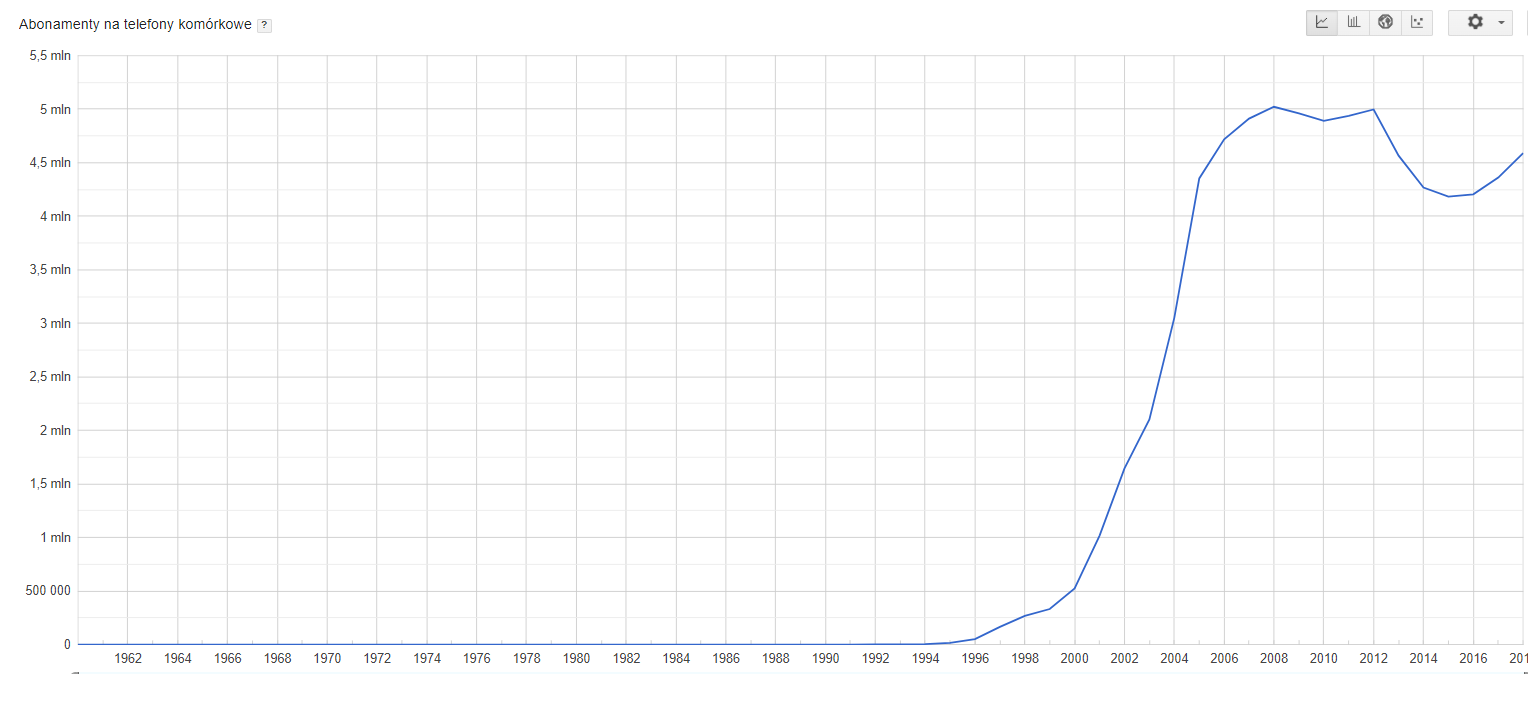 Abonamenty na telefony komórkowe ?
5,5 mln
5 mln
4,5 mln
4 mln
3,5 mln
3 mln
2,5 mln
2 mln
1,5 mln
1 mln
500 000
0
1962 1964 1966 1968 1970 1972 1974 1976 1978 1980 1982 1984 1986 1988 1990 1992 1994 1996 1998 2000 2002 2004 2006 2008 2010 2012 2014 2016 201